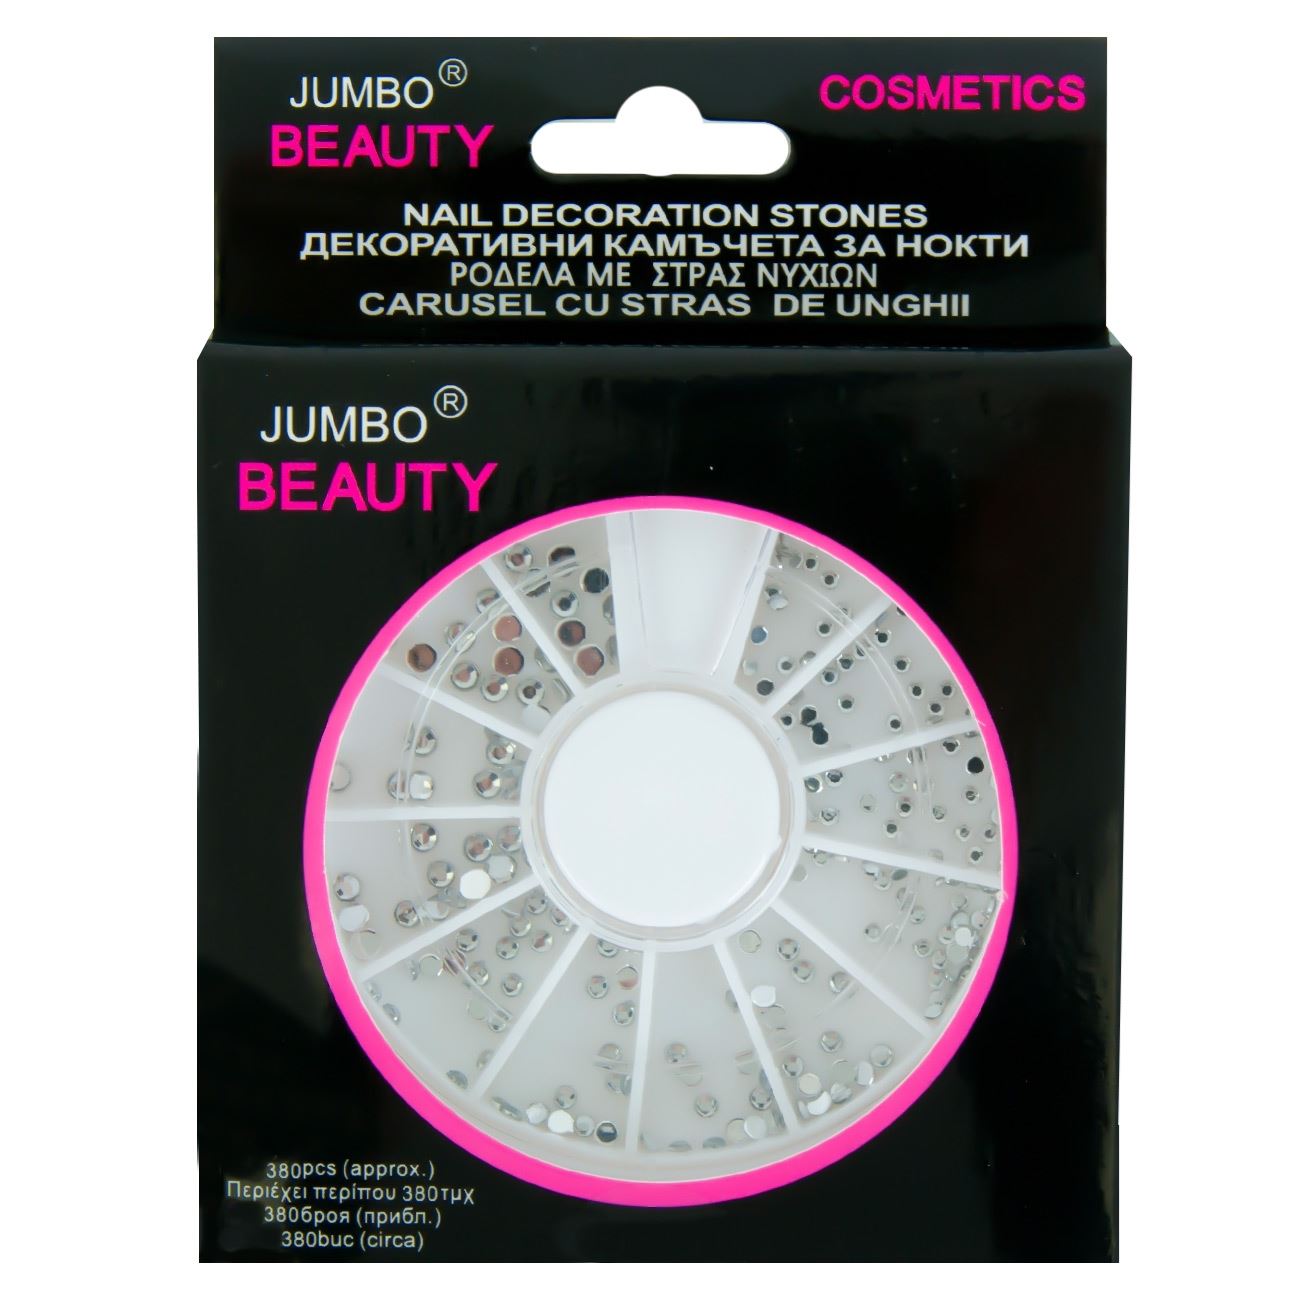 JUMBO®
BEAUTY
COSMETICS
NAIL DECORATION STONES
ДЕКОРАТИВНИ КАМЪЧЕТА ЗА НОКТИ
ΡΟΔΕΛΑ ΜΕ ΣΤΡΑΣ ΝΥΧΙΩΝ
CARUSEL CU STRAS DE UNGHII
JUMBO®
BEAUTY
380pcs (approx.)
Περιέχει περίπου 380τμχ
380броя (прибл.)
380buc (circa)